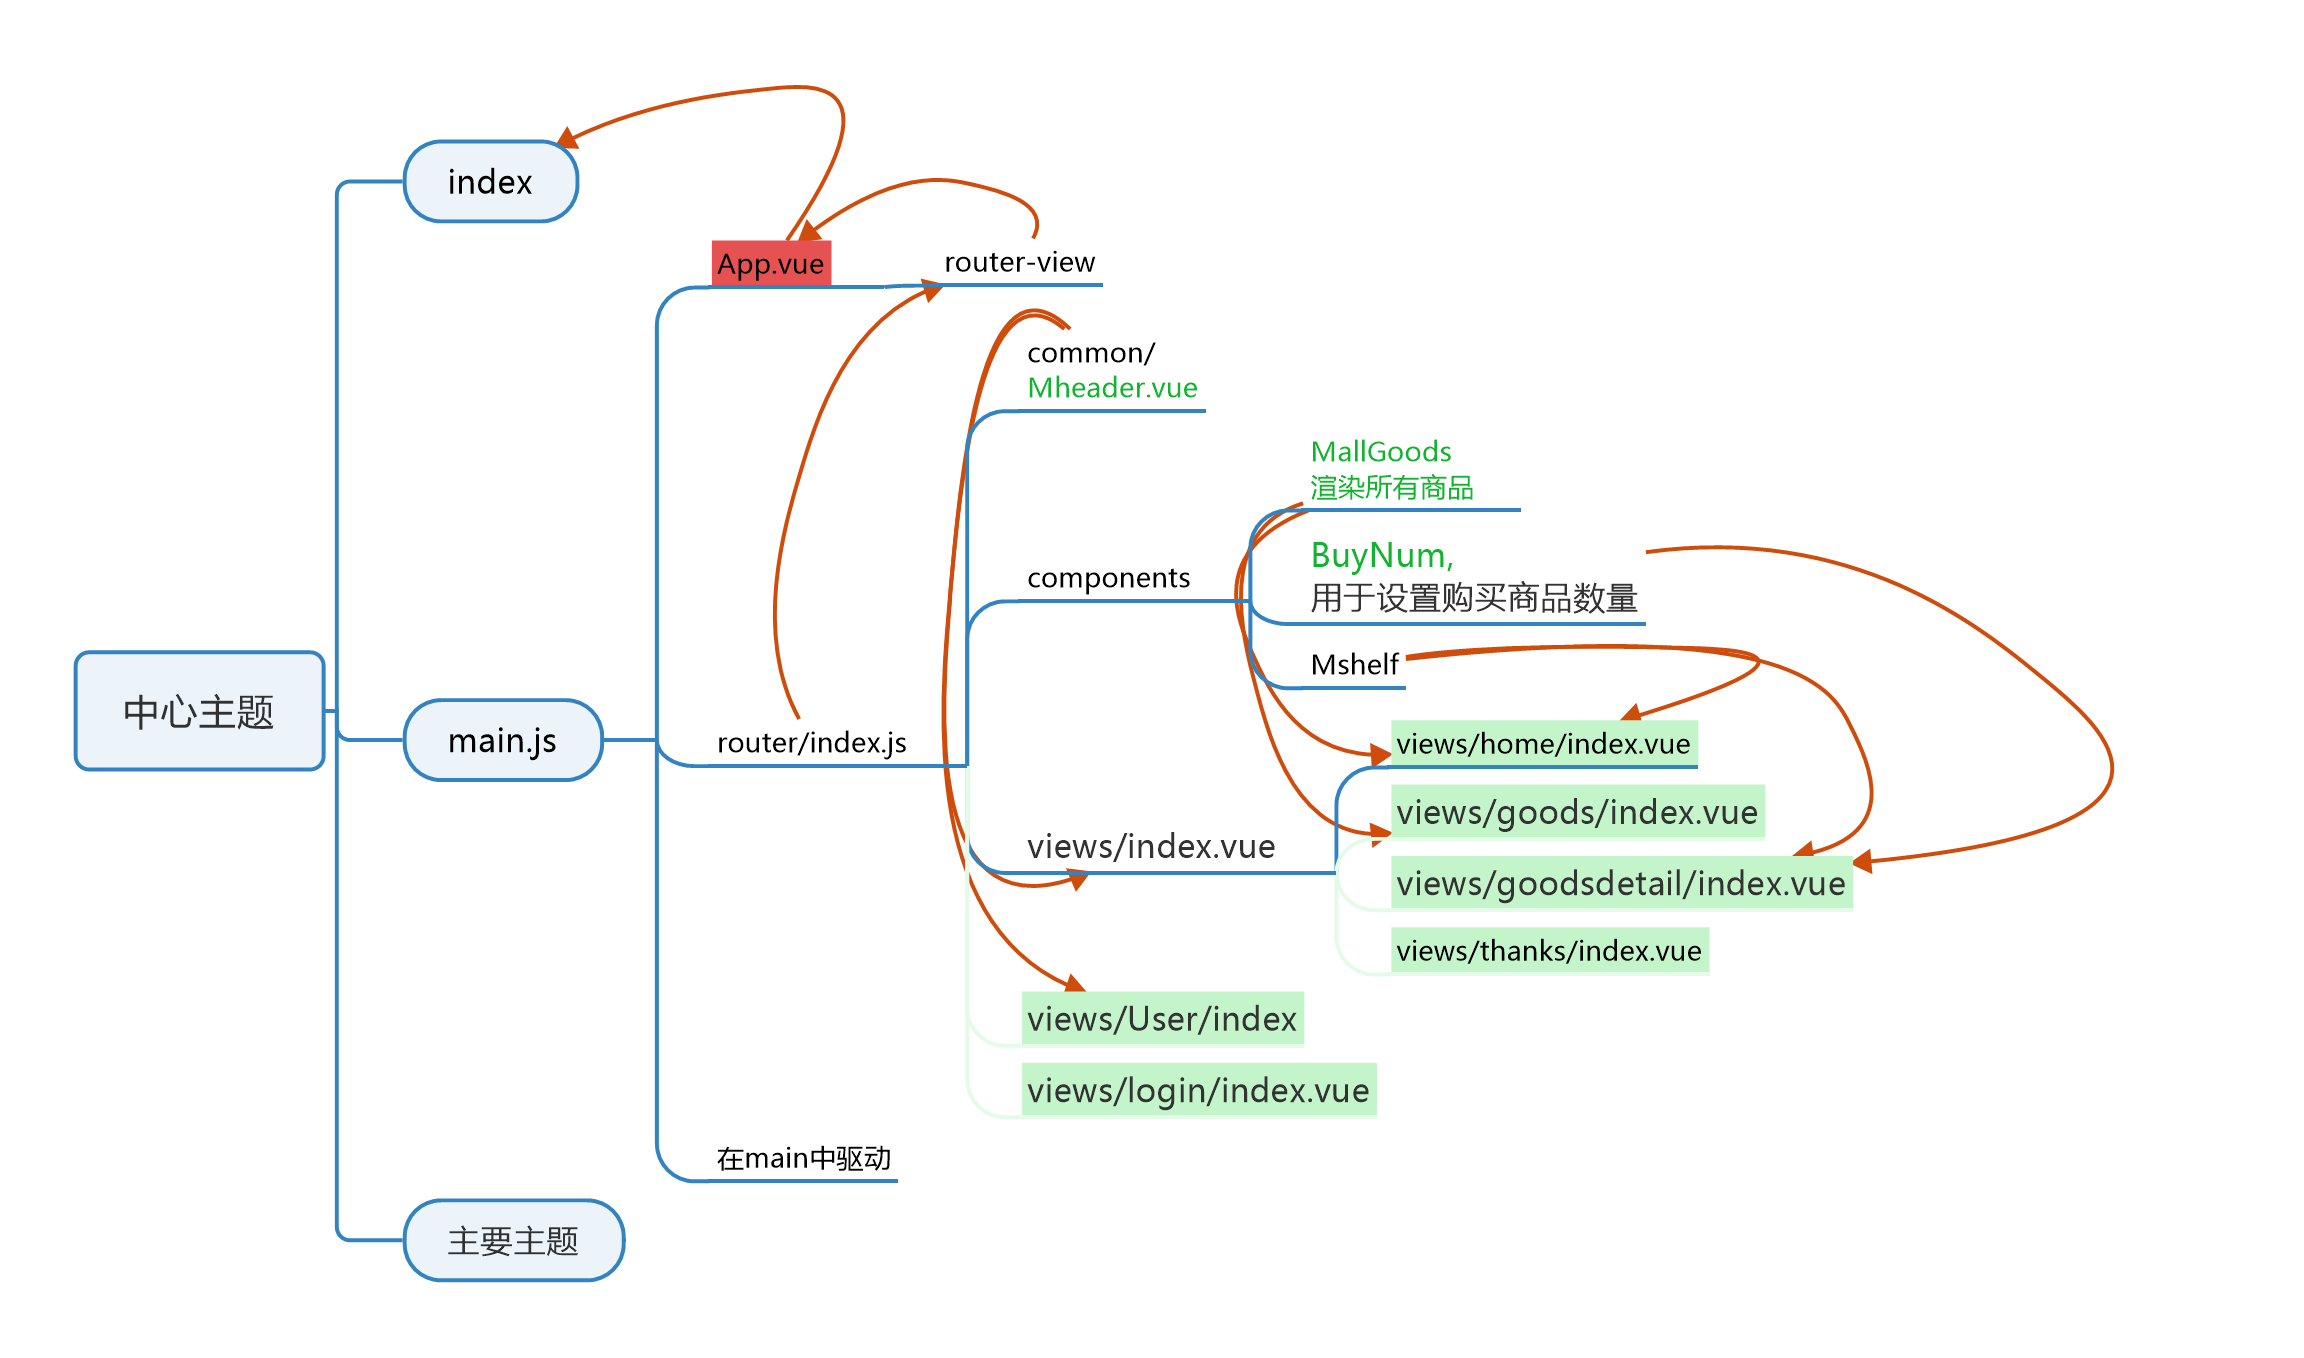 index
App.vue
router-view
common/
Mheader.vue
MallGoods
渲染所有商品
BuyNum,
用于设置购买商品数量
components
Mshelf
中心主题
main.js
router/index.js
views/home/index.vue
views/goods/index.vue
views/index.vue
views/goodsdetail/index.vue
views/thanks/index.vue
views/User/index
views/login/index.vue
在main中驱动
主要主题